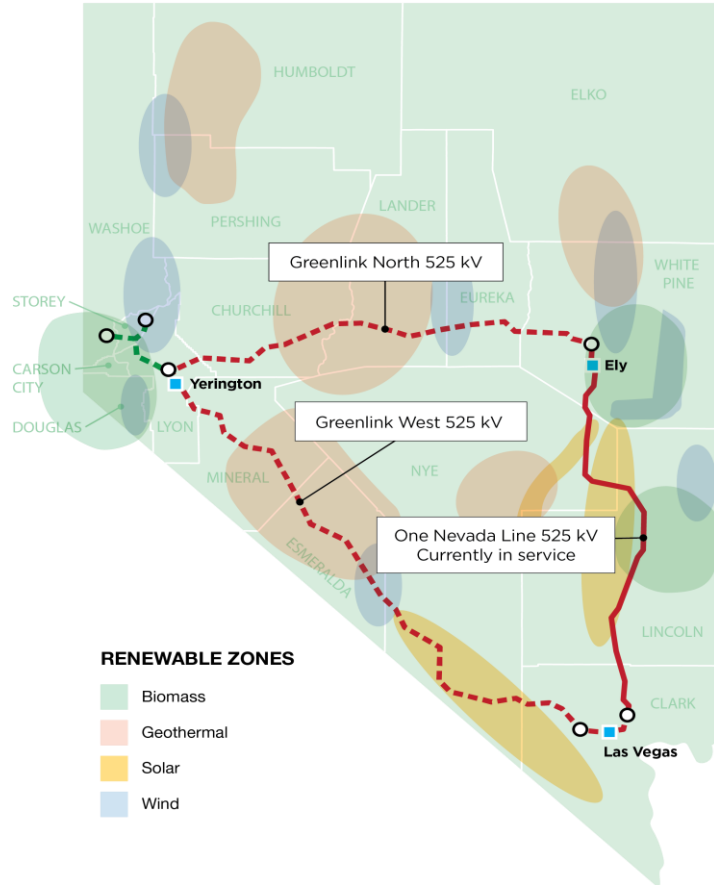 HUMBOLDT
ELKO
LANDER
PERSHING
WASHOE
Greenlink North 525 kV
WHITE
PINE
EUREKA
STOREY
CHURCHILL
CARSON
CITY
Yerington
Ely
DOUGLAS
LYON
Greenlink West 525 kV
MINERAL
NYE
One Nevada Line 525 kV
Currently in service
ESMERALDA
LINCOLN
RENEWABLE ZONES
Biomass
Geothermal
Solar
Wind
CLARK
Las Vegas